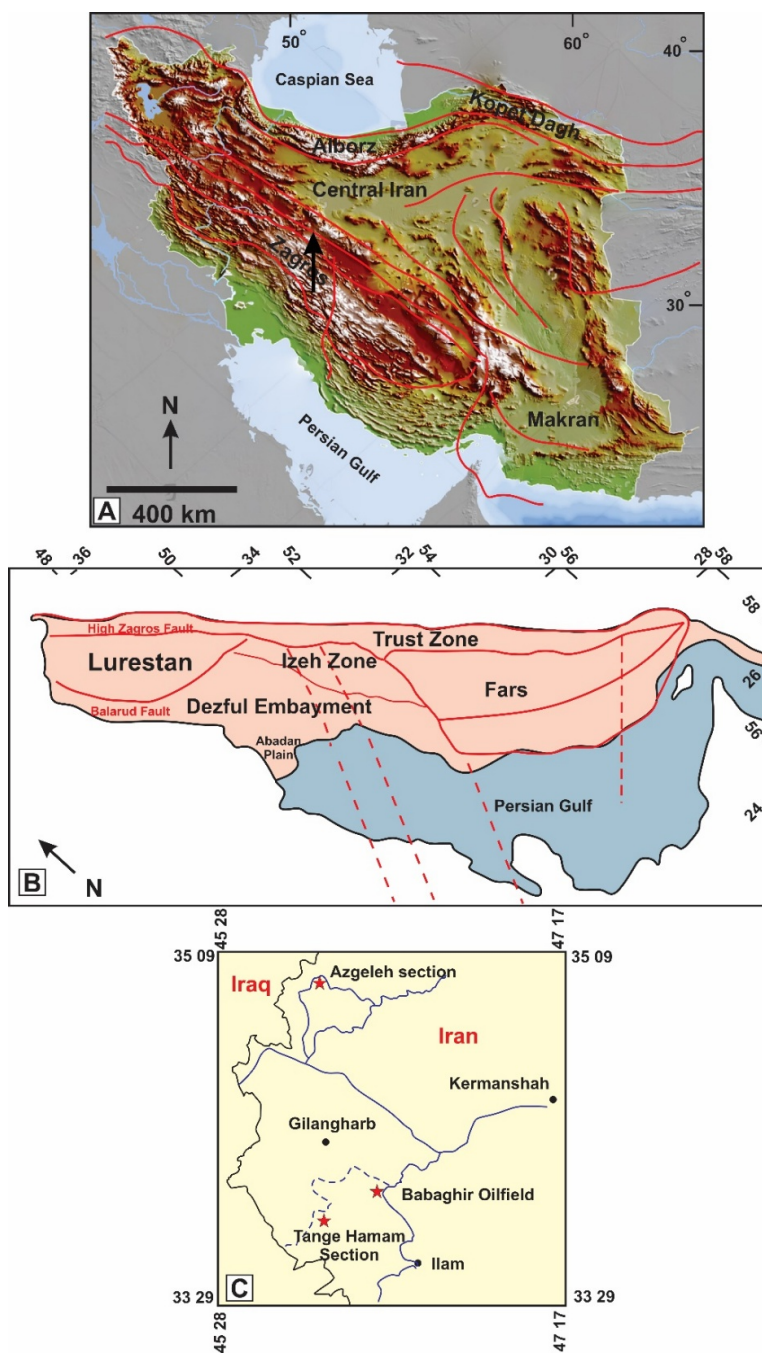 50°
60°
40°
Caspian Sea
Kopet Dagh
Alborz
Central Iran
Zagros
30°
Makran
Persian Gulf
N
400 km
A
48
36
50
34
52
32
54
30
56
28
58
58
High Zagros Fault
Trust Zone
Lurestan
Izeh Zone
Fars
26
Balarud Fault
Dezful Embayment
56
Abadan
Plain
Persian Gulf
24
B
N
45 28
47 17
35 09
35 09
Azgeleh section
Iraq
Iran
Kermanshah
Gilangharb
Babaghir Oilfield
Tange Hamam
Section
Ilam
C
33 29
33 29
45 28
47 17